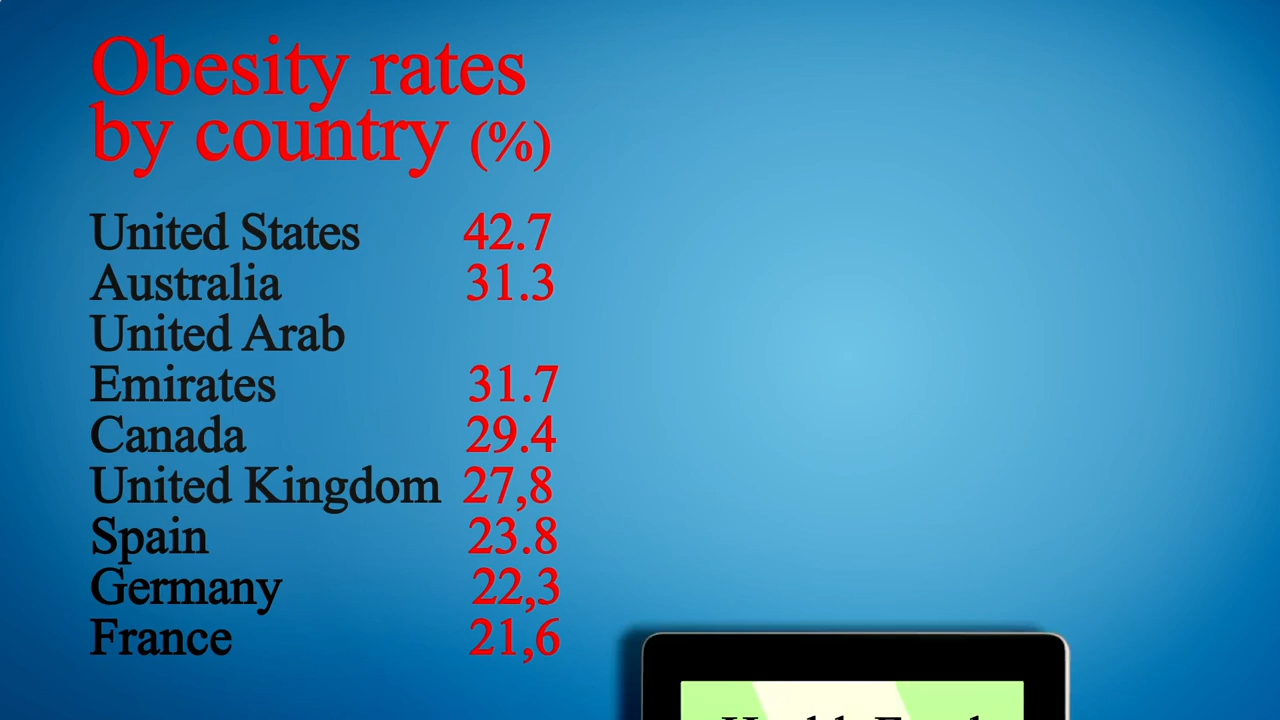 Obesity rates
by country (%)
United States 42.7
Australia 31.3
United Arab
Emirates 31.7
Canada 29.4
United Kingdom 27,8
Spain 23.8
Germany 22,3
France 21,6